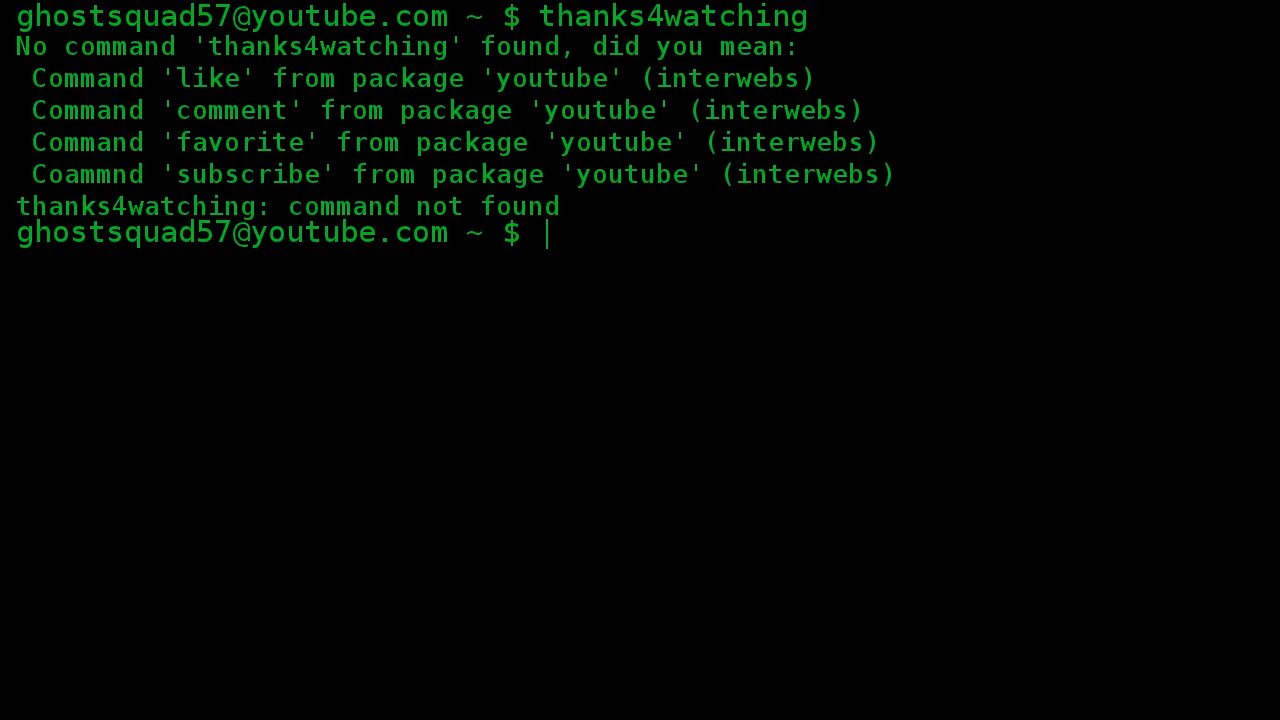 ghostsquad57@youtube.com ~ $ thanks4watching
No command 'thanks4watching' found, did you mean:
 Command 'like' from package 'youtube' (interwebs)
 Command 'comment' from package 'youtube' (interwebs)
 Command 'favorite' from package 'youtube' (interwebs)
 Coammnd 'subscribe' from package 'youtube' (interwebs)
thanks4watching: command not found
ghostsquad57@youtube.com ~ $ |